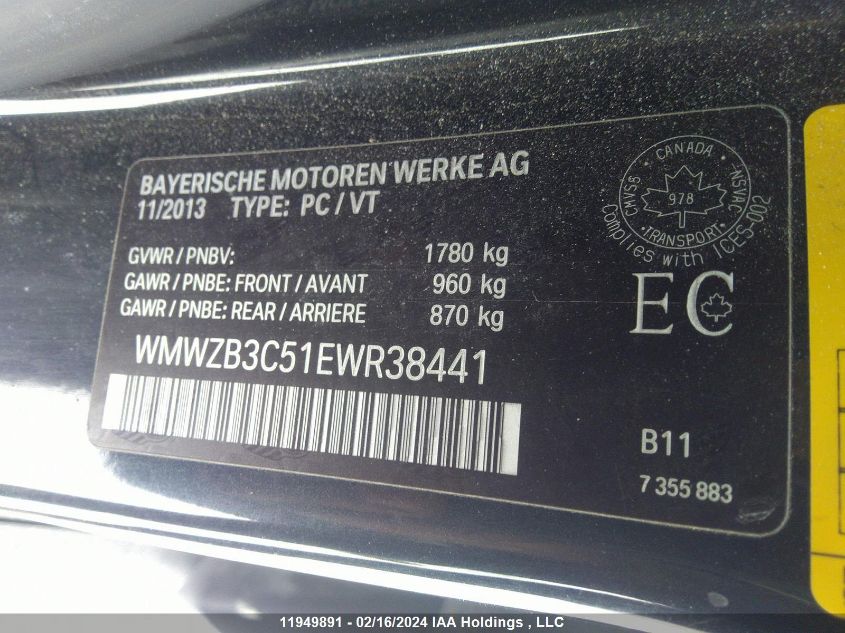 BAYERISCHE MOTOREN WERKE AG
11/2013 TYPE: PC / VT
GVWR / PNBV: 1780 kg
GAWR / PNBE: FRONT / AVANT 960 kg
GAWR / PNBE: REAR / ARRIERE 870 kg
WMWZB3C51EWR38441
CANADA
CMVSS
NSVAC
978
TRANSPORT
Complies with ICES-002
EC
B11
7 355 883
11949891 - 02/16/2024 IAA Holdings , LLC